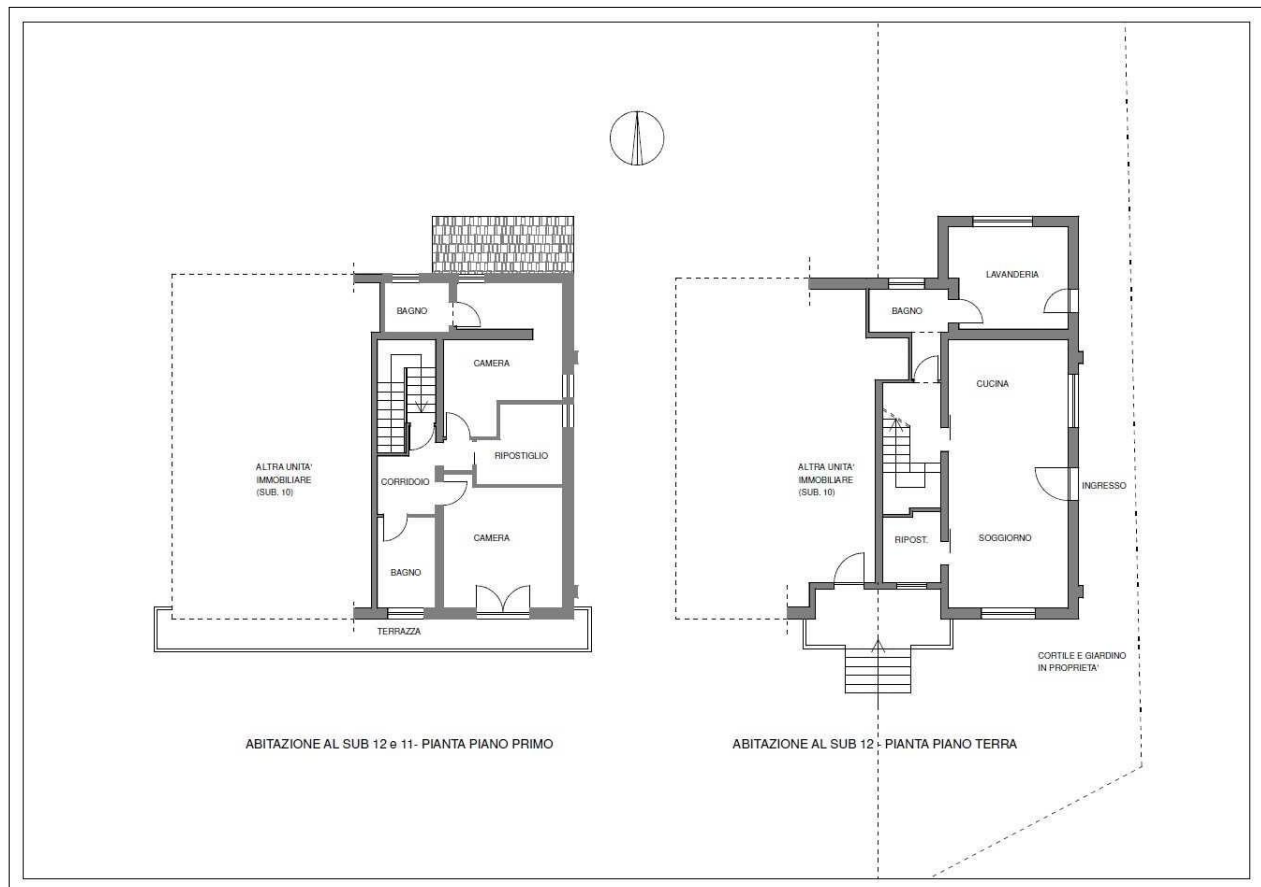 BAGNO
CAMERA
RIPOSTIGLIO
ALTRA UNITA'
IMMOBILIARE
(SUB. 10)
CORRIDOIO
CAMERA
BAGNO
TERRAZZA
ABITAZIONE AL SUB 12 e 11- PIANTA PIANO PRIMO
LAVANDERIA
BAGNO
CUCINA
ALTRA UNITA'
IMMOBILIARE
(SUB. 10)
INGRESSO
RIPOST.
SOGGIORNO
CORTILE E GIARDINO
IN PROPRIETA'
ABITAZIONE AL SUB 12 - PIANTA PIANO TERRA